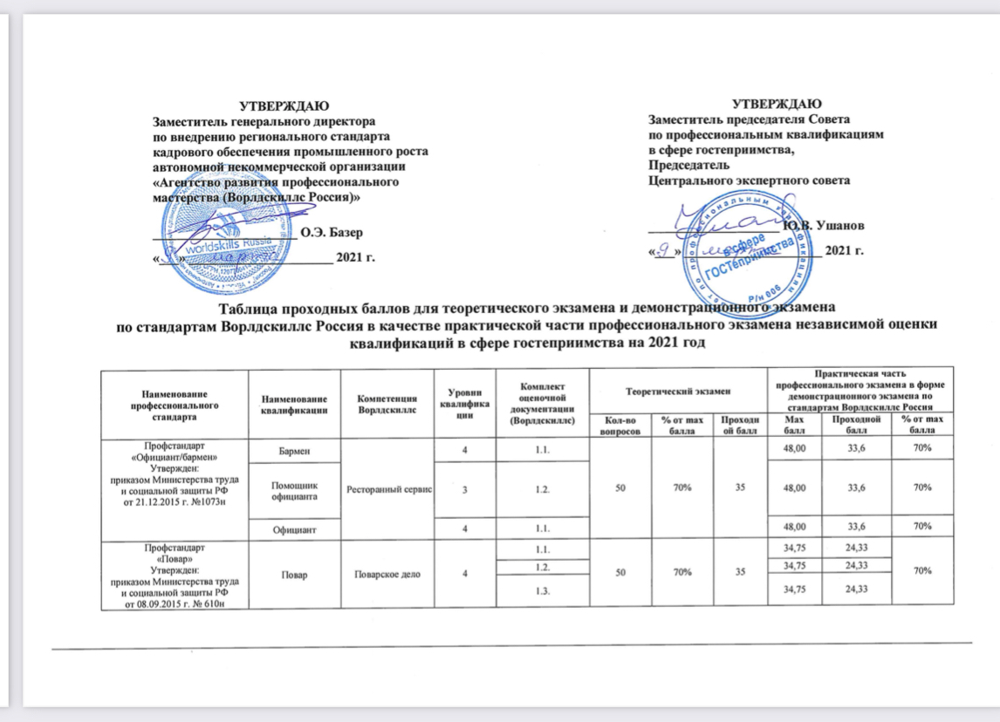 УТВЕРЖДАЮ
Заместитель генерального директора
по внедрению регионального стандарта
кадрового обеспечения промышленного роста
автономной некоммерческой организации
«Агентство развития профессионального
мастерства (Ворлдскиллс Россия)»
О.Э. Базер
«9» марта 2021 г.
worldskills Russia
УТВЕРЖДАЮ
Заместитель председателя Совета
по профессиональным квалификациям
в сфере гостеприимства,
Председатель
Центрального экспертного совета
Ю.В. Ушанов
«9» марта 2021 г.
в сфере
ГОСТеприимства
Р/н 006
Таблица проходных баллов для теоретического экзамена и демонстрационного экзамена
по стандартам Ворлдскиллс Россия в качестве практической части профессионального экзамена независимой оценки
квалификаций в сфере гостеприимства на 2021 год
Наименование
профессионального
стандарта
Наименование
квалификации
Компетенция
Ворлдскиллс
Уровни
квалифика
ции
Комплект
оценочной
документации
(Ворлдскиллс)
Теоретический экзамен
Практическая часть
профессионального экзамена в форме
демонстрационного экзамена по
стандартам Ворлдскиллс Россия
Кол-во
вопросов
% от max
балла
Проходн
ой балл
Max
балл
Проходной
балл
% от max
балла
Профстандарт
«Официант/бармен»
Утвержден:
приказом Министерства труда
и социальной защиты РФ
от 21.12.2015 г. №1073н
Бармен
Ресторанный сервис
4
1.1.
50
70%
35
48,00
33,6
70%
Помощник
официанта
3
1.2.
48,00
33,6
70%
Официант
4
1.1.
48,00
33,6
70%
Профстандарт
«Повар»
Утвержден:
приказом Министерства труда
и социальной защиты РФ
от 08.09.2015 г. № 610н
Повар
Поварское дело
4
1.1.
50
70%
35
34,75
24,33
70%
1.2.
34,75
24,33
1.3.
34,75
24,33